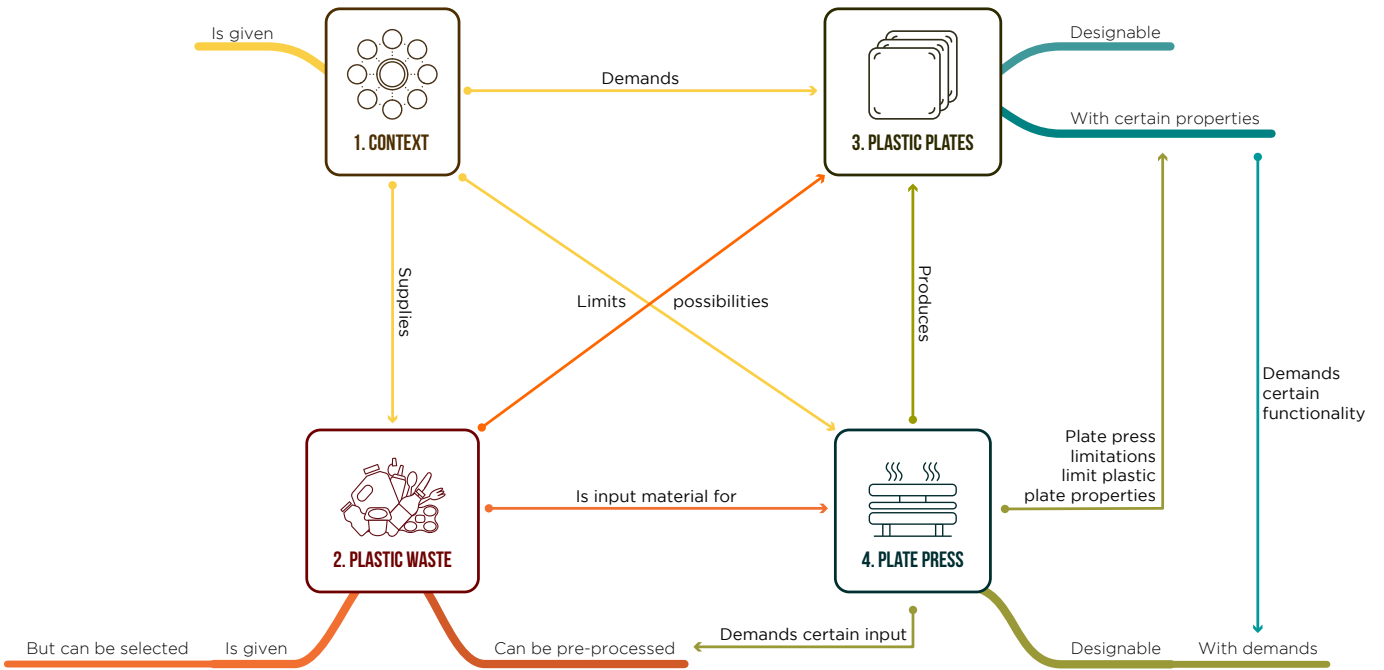 Is given
Designable
Demands
With certain properties
1. CONTEXT
3. PLASTIC PLATES
Supplies
Limits possibilities
Produces
Demands
certain
functionality
Plate press
limitations
limit plastic
plate properties
Is input material for
2. PLASTIC WASTE
4. PLATE PRESS
Demands certain input
But can be selected
Is given
Can be pre-processed
Designable
With demands